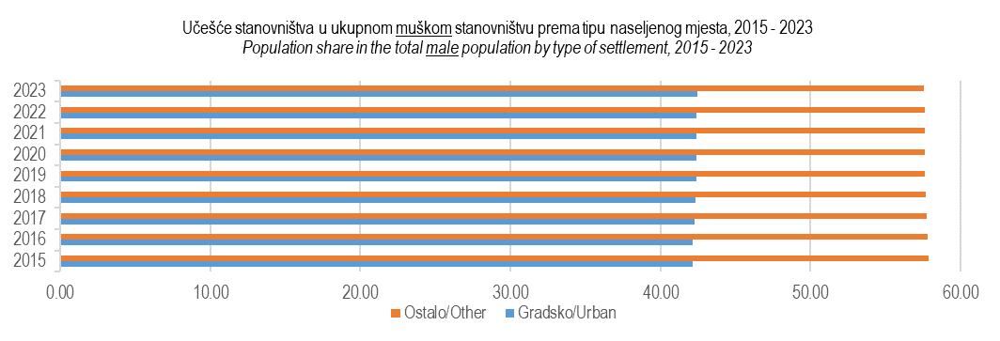 Učešće stanovništva u ukupnom muškom stanovništvu prema tipu naseljenog mjesta, 2015 - 2023
Population share in the total male population by type of settlement, 2015 - 2023
2023
2022
2021
2020
2019
2018
2017
2016
2015
0.00 10.00 20.00 30.00 40.00 50.00 60.00
Ostalo/Other Gradsko/Urban